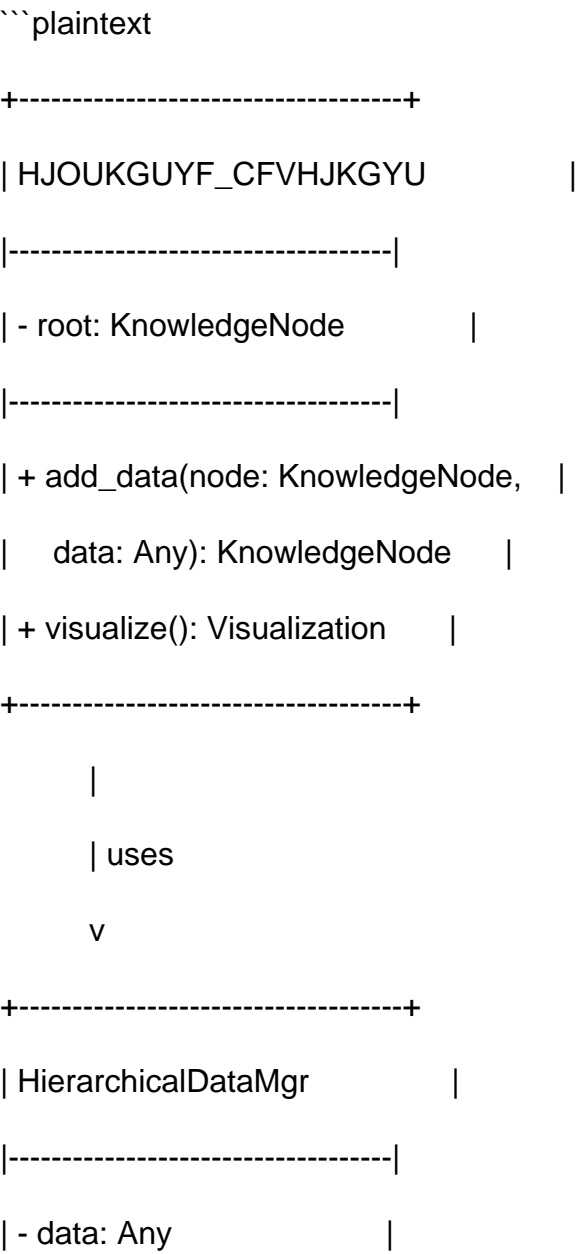 ```plaintext
+------------------------------------+
| HJOUKGUYF_CFVHJKGYU |
|------------------------------------|
| - root: KnowledgeNode |
|------------------------------------|
| + add_data(node: KnowledgeNode, |
| data: Any): KnowledgeNode |
| + visualize(): Visualization |
+------------------------------------+
|
| uses
v
+------------------------------------+
| HierarchicalDataMgr |
|------------------------------------|
| - data: Any |